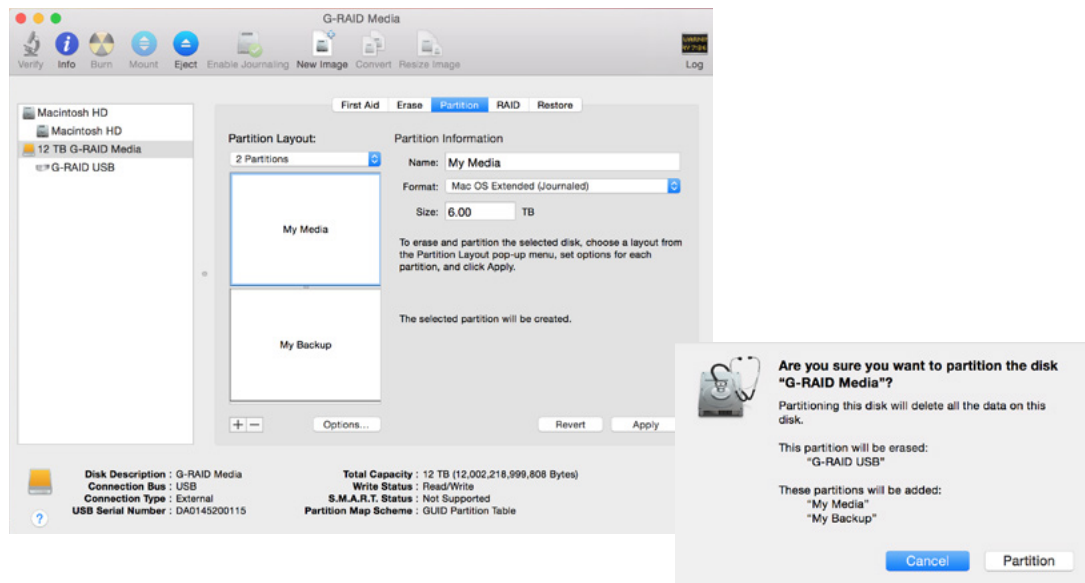 G-RAID Media
Verify Info Burn Mount Eject Enable Journaling New Image Convert Resize Image Log
Macintosh HD
Macintosh HD
12 TB G-RAID Media
G-RAID USB
First Aid Erase Partition RAID Restore
Partition Layout:
2 Partitions
My Media
My Backup
Options...
Partition Information
Name: My Media
Format: Mac OS Extended (Journaled)
Size: 6.00 TB
To erase and partition the selected disk, choose a layout from
the Partition Layout pop-up menu, set options for each
partition, and click Apply.
The selected partition will be created.
Revert Apply
Disk Description : G-RAID Media
Connection Bus : USB
Connection Type : External
USB Serial Number : DA0145200115
Total Capacity : 12 TB (12,002,218,999,808 Bytes)
Write Status : Read/Write
S.M.A.R.T. Status : Not Supported
Partition Map Scheme : GUID Partition Table
?
Are you sure you want to partition the disk
“G-RAID Media”?
Partitioning this disk will delete all the data on this
disk.
This partition will be erased:
“G-RAID USB”
These partitions will be added:
“My Media”
“My Backup”
Cancel Partition